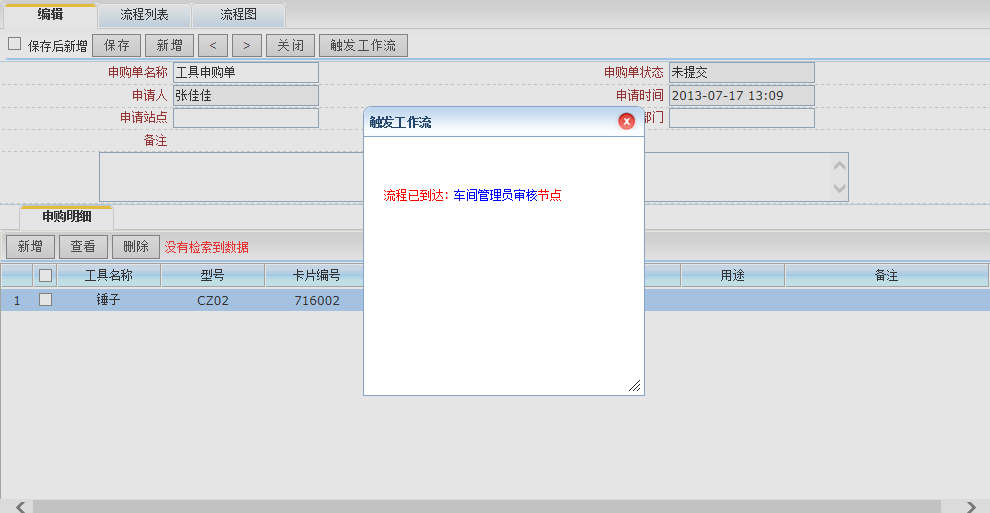 编辑 流程列表 流程图
保存后新增 保存 新增 < > 关闭 触发工作流
申购单名称 工具申购单 申购单状态 未提交
申请人 张佳佳 申请时间 2013-07-17 13:09
申请站点 部门
备注
触发工作流
流程已到达：车间管理员审核节点
申购明细
新增 查看 删除 没有检索到数据
工具名称 型号 卡片编号 用途 备注
1 锤子 CZ02 716002